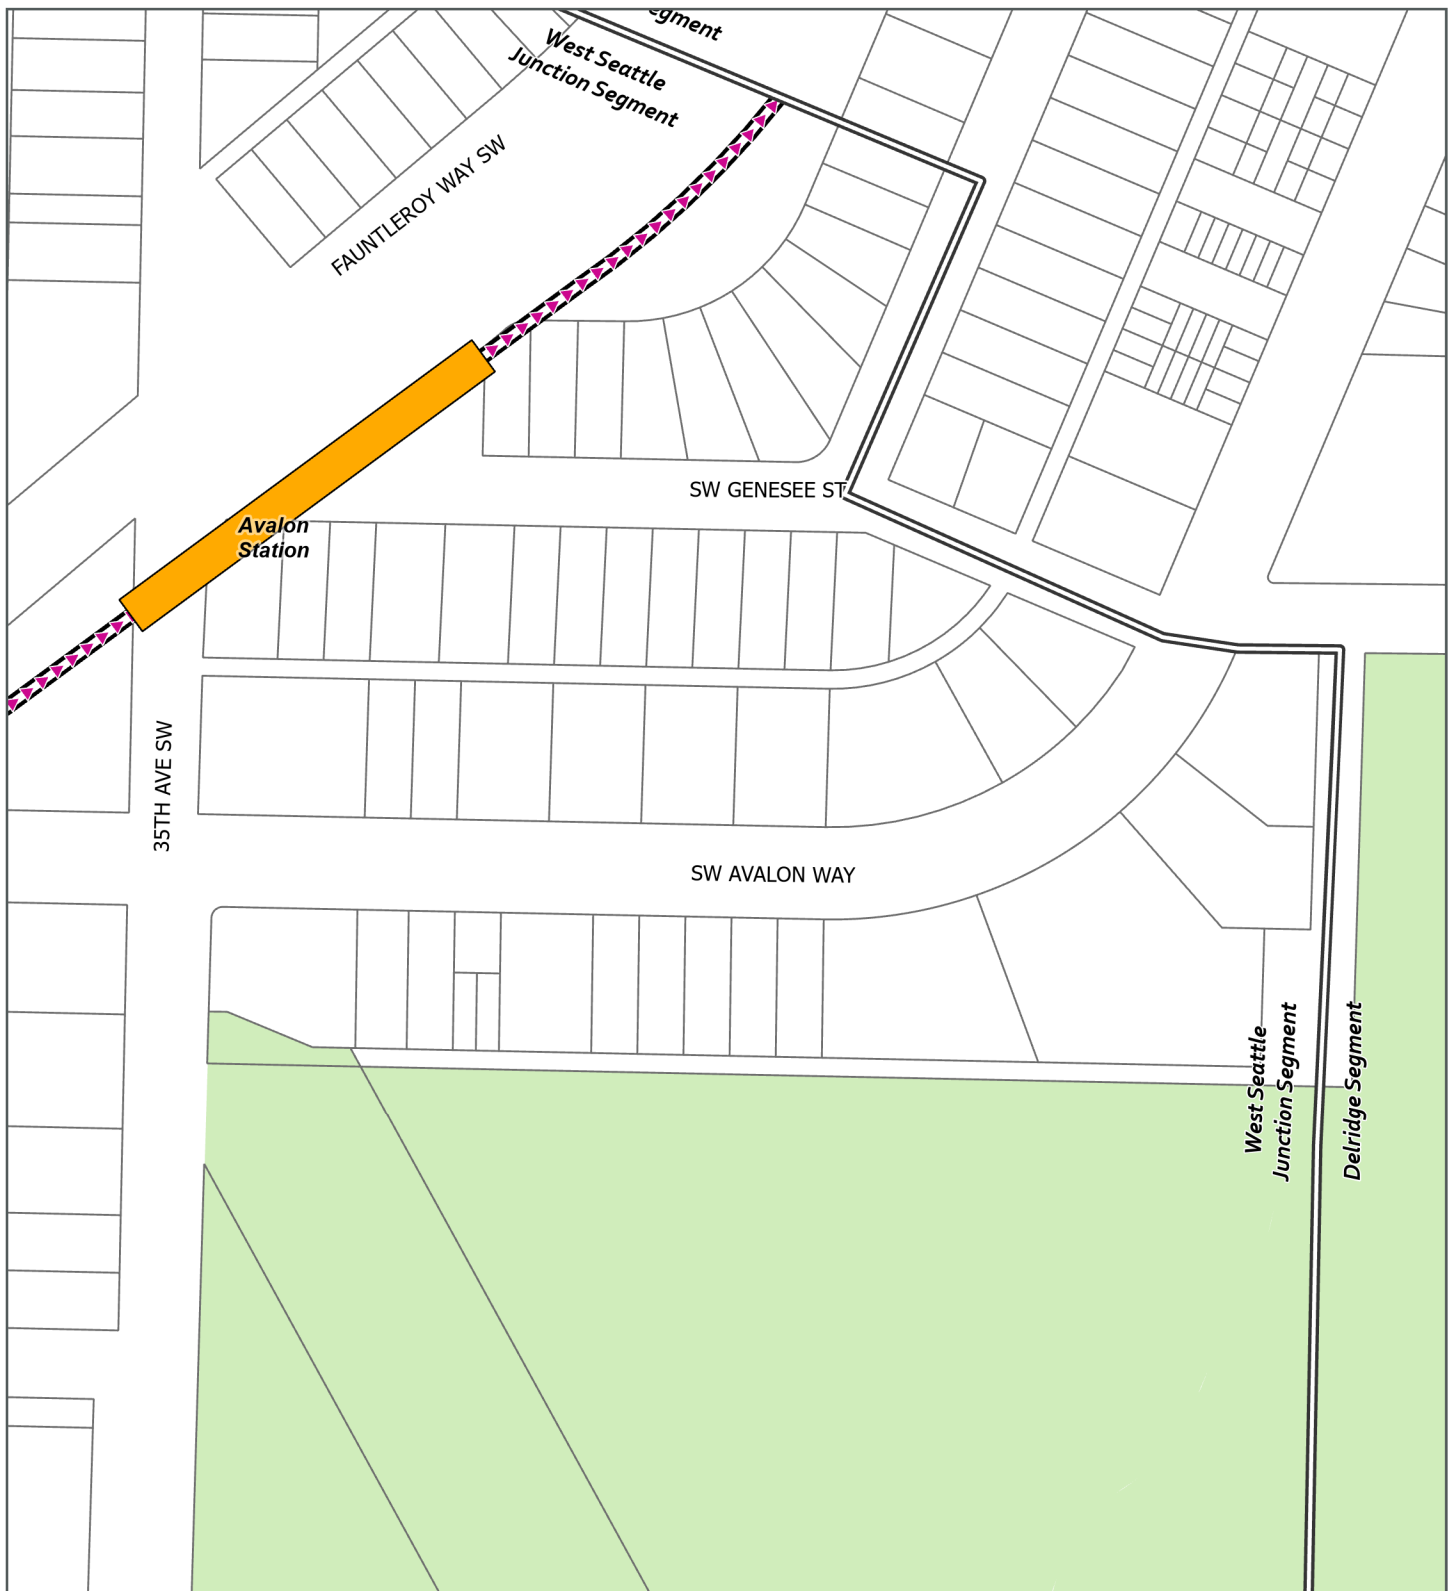 West Seattle
Junction Segment
FAUNTLEROY WAY SW
SW GENESEE ST
Avalon
Station
35TH AVE SW
SW AVALON WAY
West Seattle
Junction Segment
Delridge Segment